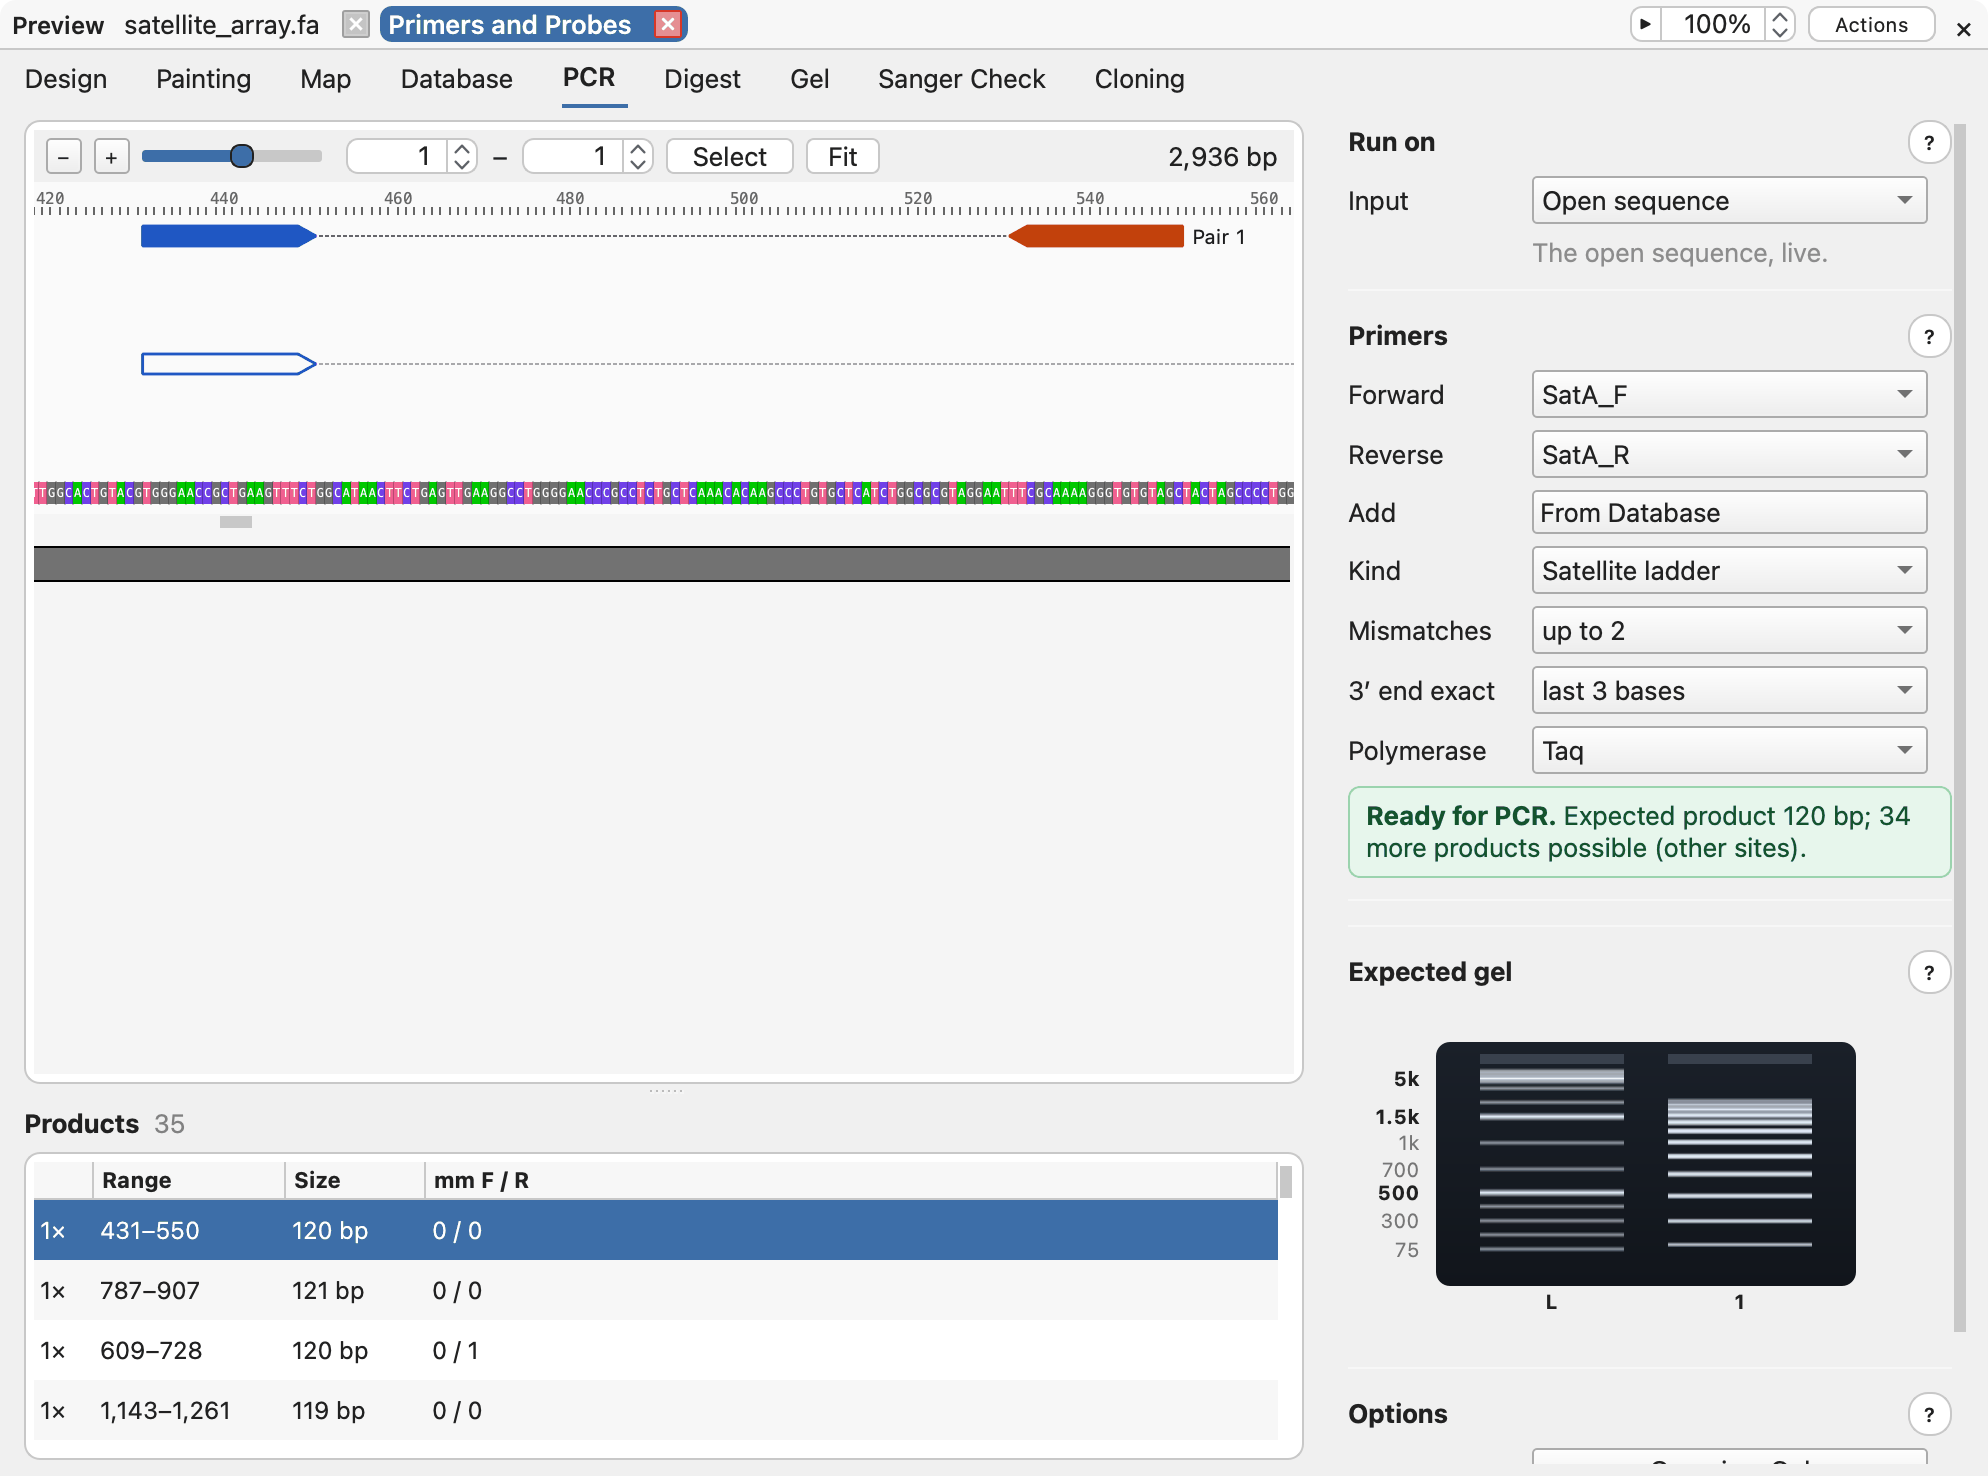 Preview satellite_array.fa Primers and Probes 100% Actions
Design Painting Map Database PCR Digest Gel Sanger Check Cloning
1 – 1 Select Fit 2,936 bp
420 440 460 480 500 520 540 560
Pair 1
TTGGCACTGTACGTGGGAACCGCTGAAGTTTCTGGCATAACTTCTGAGTTGAAGGCCTGGGGAACCCGCCTCTGCTCAAACACAAGCCCTGTGCTCATCTGGCGCGTAGGAATTTCGCAAAAGGGTGTGTAGCTACTAGCCCCTGG
Products 35
Range Size mm F / R
1× 431–550 120 bp 0 / 0
1× 787–907 121 bp 0 / 0
1× 609–728 120 bp 0 / 1
1× 1,143–1,261 119 bp 0 / 0
Run on ?
Input Open sequence
The open sequence, live.
Primers ?
Forward SatA_F
Reverse SatA_R
Add From Database
Kind Satellite ladder
Mismatches up to 2
3′ end exact last 3 bases
Polymerase Taq
Ready for PCR. Expected product 120 bp; 34
more products possible (other sites).
Expected gel ?
5k
1.5k
1k
700
500
300
75
L 1
Options ?